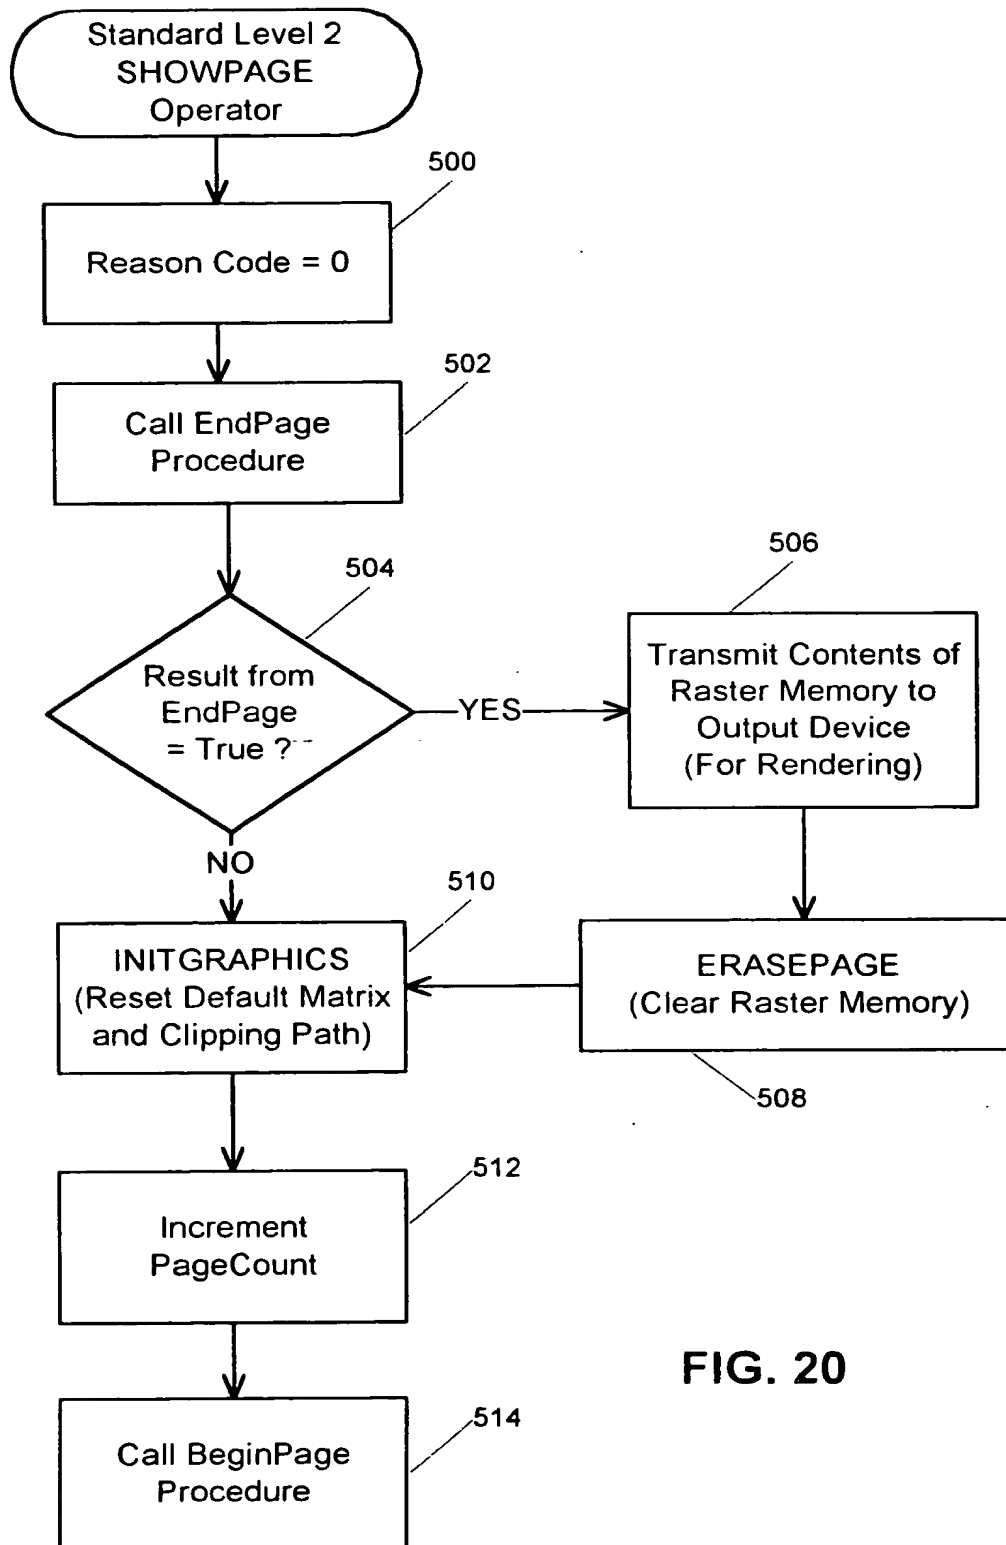 Standard Level 2
SHOWPAGE
Operator
500
Reason Code = 0
502
Call EndPage
Procedure
504
Result from
EndPage
= True ?
YES
506
Transmit Contents of
Raster Memory to
Output Device
(For Rendering)
NO
510
INITGRAPHICS
(Reset Default Matrix
and Clipping Path)
ERASEPAGE
(Clear Raster Memory)
508
512
Increment
PageCount
FIG. 20
514
Call BeginPage
Procedure